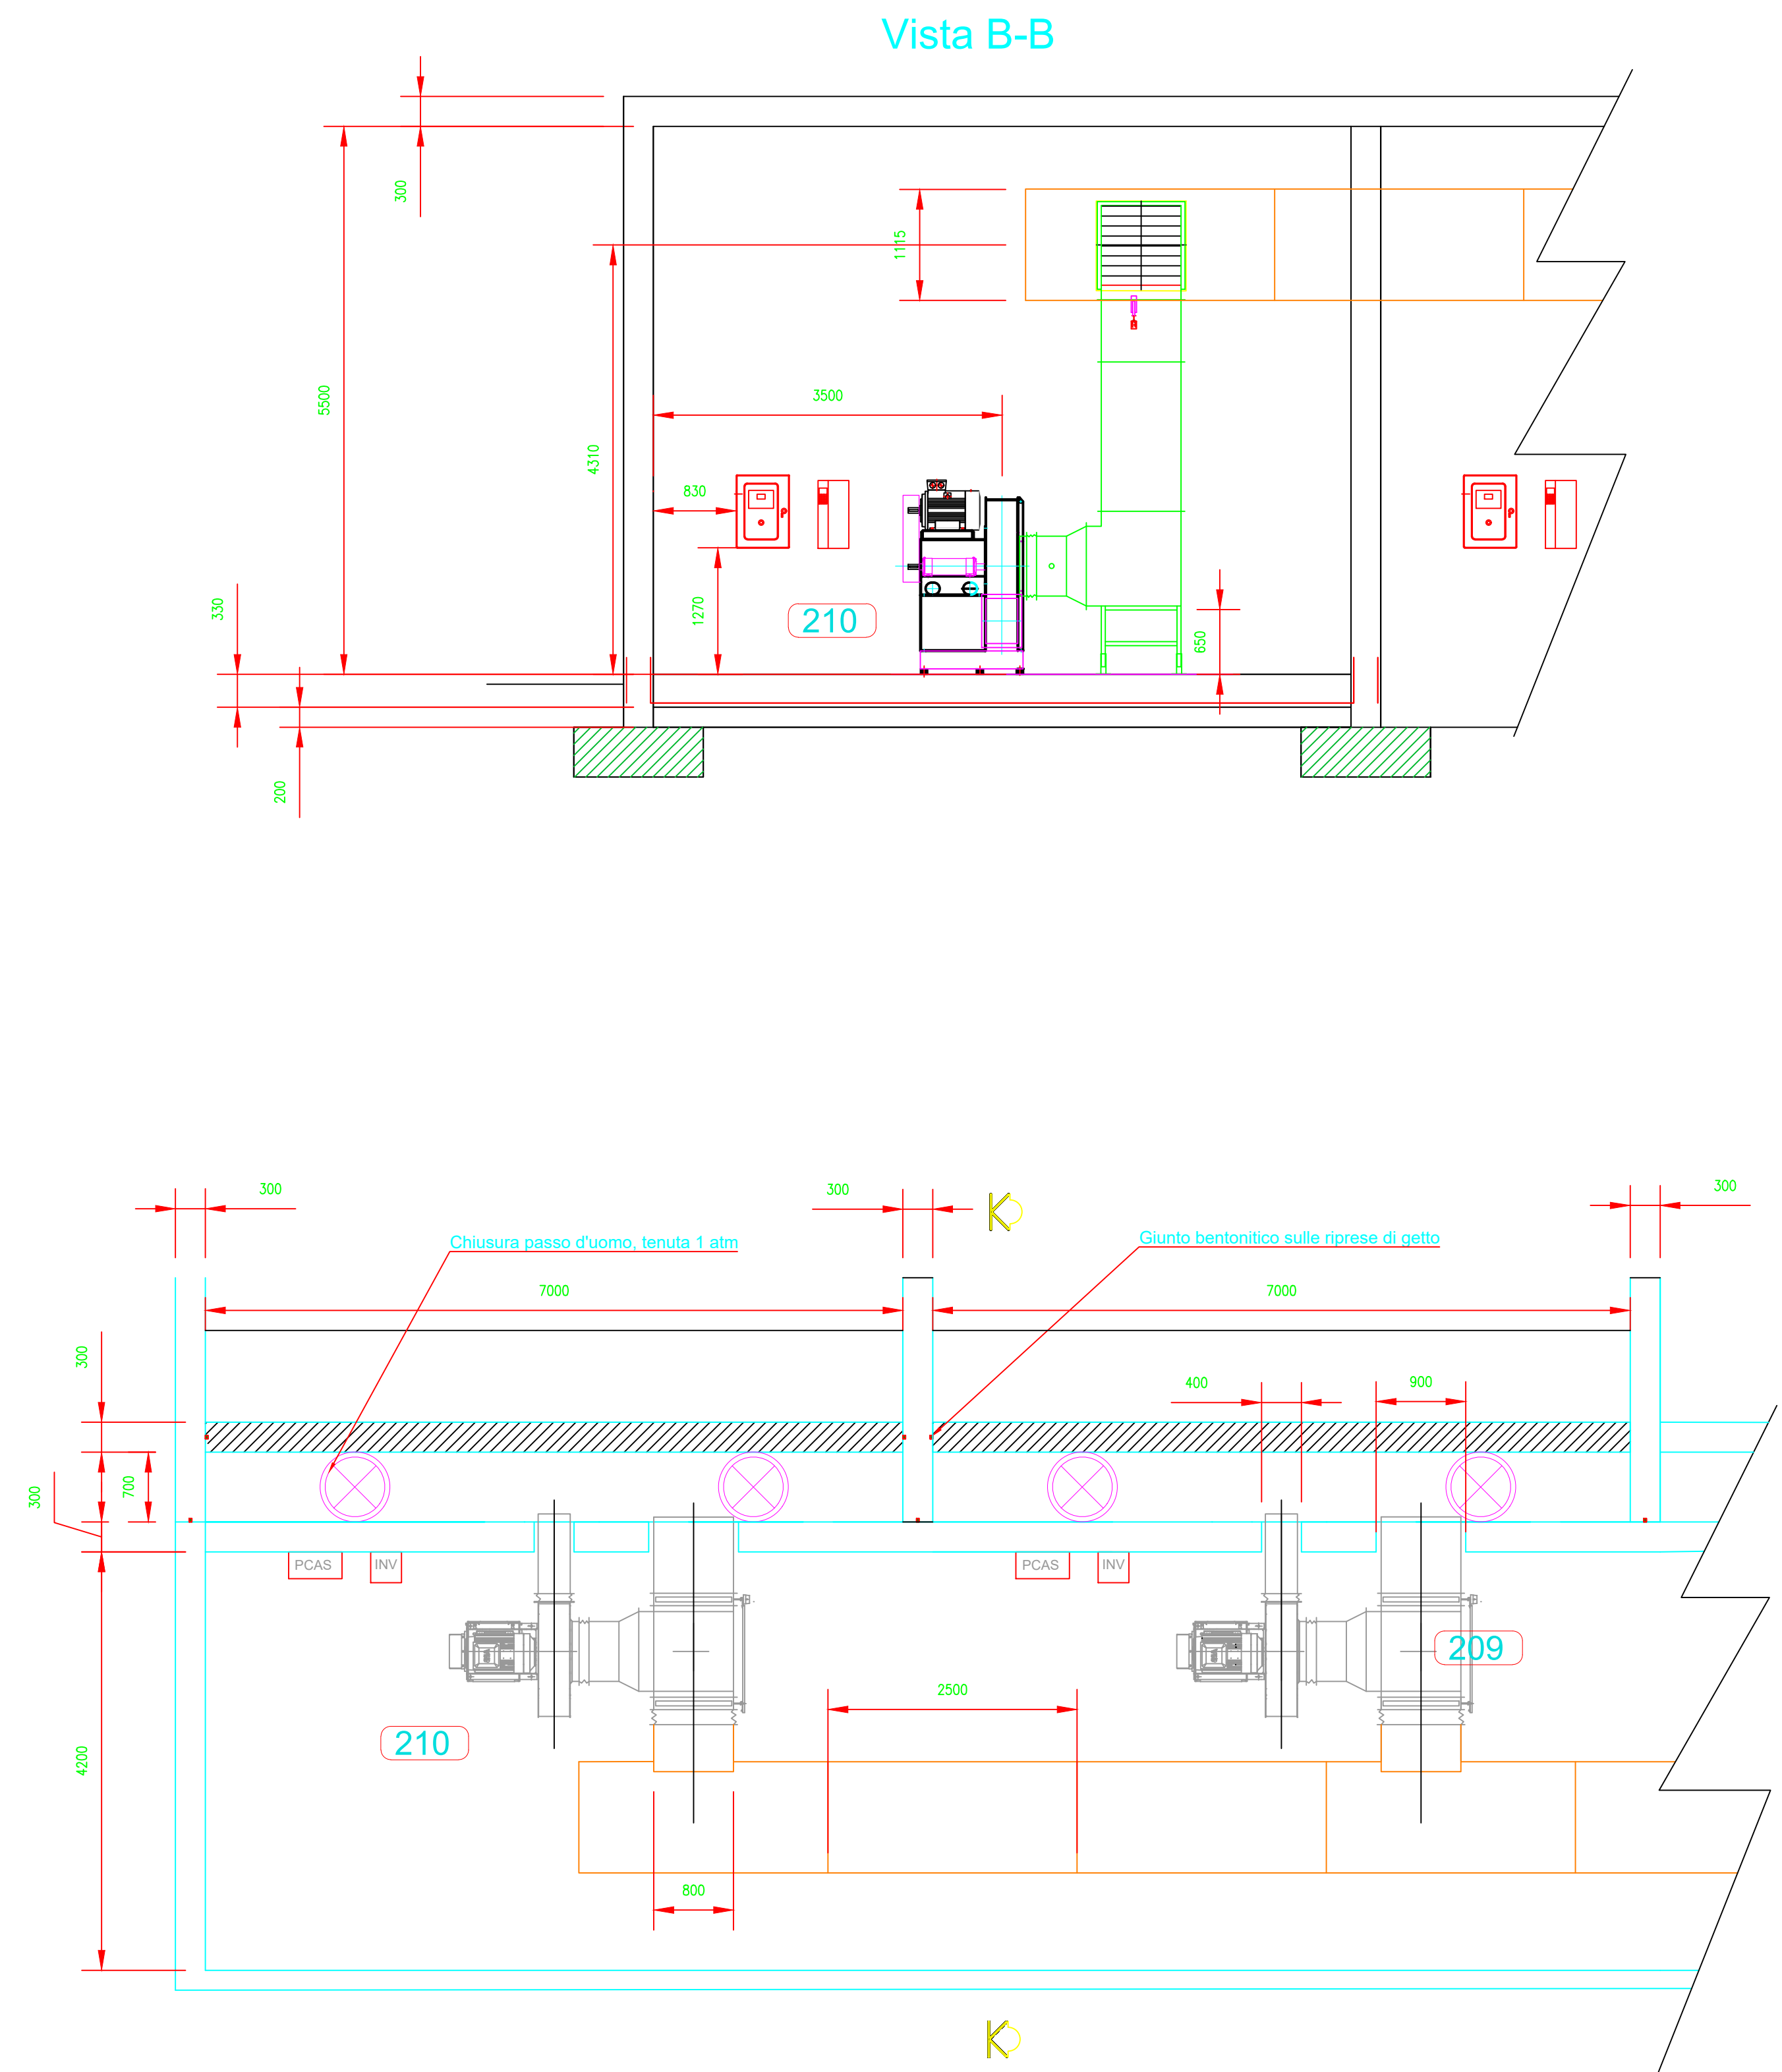 Vista B-B
300
1115
5500
3500
4310
830
330
1270
210
650
200
300
300
K
300
Chiusura passo d'uomo, tenuta 1 atm
Giunto bentonitico sulle riprese di getto
7000
7000
300
400
900
300
700
PCAS
INV
PCAS
INV
209
2500
210
4200
800
K